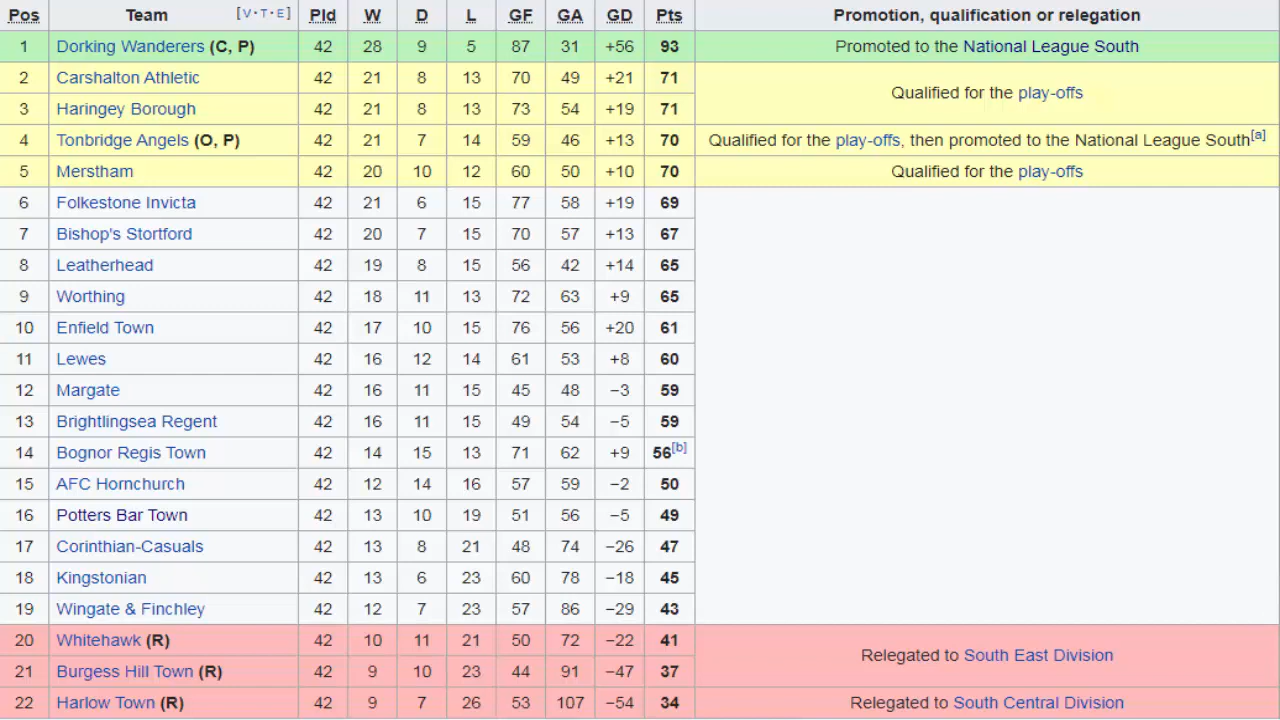 Pos Team [V·T·E] Pld W D L GF GA GD Pts Promotion, qualification or relegation
1 Dorking Wanderers (C, P) 42 28 9 5 87 31 +56 93 Promoted to the National League South
2 Carshalton Athletic 42 21 8 13 70 49 +21 71 Qualified for the play-offs
3 Haringey Borough 42 21 8 13 73 54 +19 71
4 Tonbridge Angels (O, P) 42 21 7 14 59 46 +13 70 Qualified for the play-offs, then promoted to the National League South[a]
5 Merstham 42 20 10 12 60 50 +10 70 Qualified for the play-offs
6 Folkestone Invicta 42 21 6 15 77 58 +19 69
7 Bishop's Stortford 42 20 7 15 70 57 +13 67
8 Leatherhead 42 19 8 15 56 42 +14 65
9 Worthing 42 18 11 13 72 63 +9 65
10 Enfield Town 42 17 10 15 76 56 +20 61
11 Lewes 42 16 12 14 61 53 +8 60
12 Margate 42 16 11 15 45 48 −3 59
13 Brightlingsea Regent 42 16 11 15 49 54 −5 59
14 Bognor Regis Town 42 14 15 13 71 62 +9 56[b]
15 AFC Hornchurch 42 12 14 16 57 59 −2 50
16 Potters Bar Town 42 13 10 19 51 56 −5 49
17 Corinthian-Casuals 42 13 8 21 48 74 −26 47
18 Kingstonian 42 13 6 23 60 78 −18 45
19 Wingate & Finchley 42 12 7 23 57 86 −29 43
20 Whitehawk (R) 42 10 11 21 50 72 −22 41 Relegated to South East Division
21 Burgess Hill Town (R) 42 9 10 23 44 91 −47 37
22 Harlow Town (R) 42 9 7 26 53 107 −54 34 Relegated to South Central Division